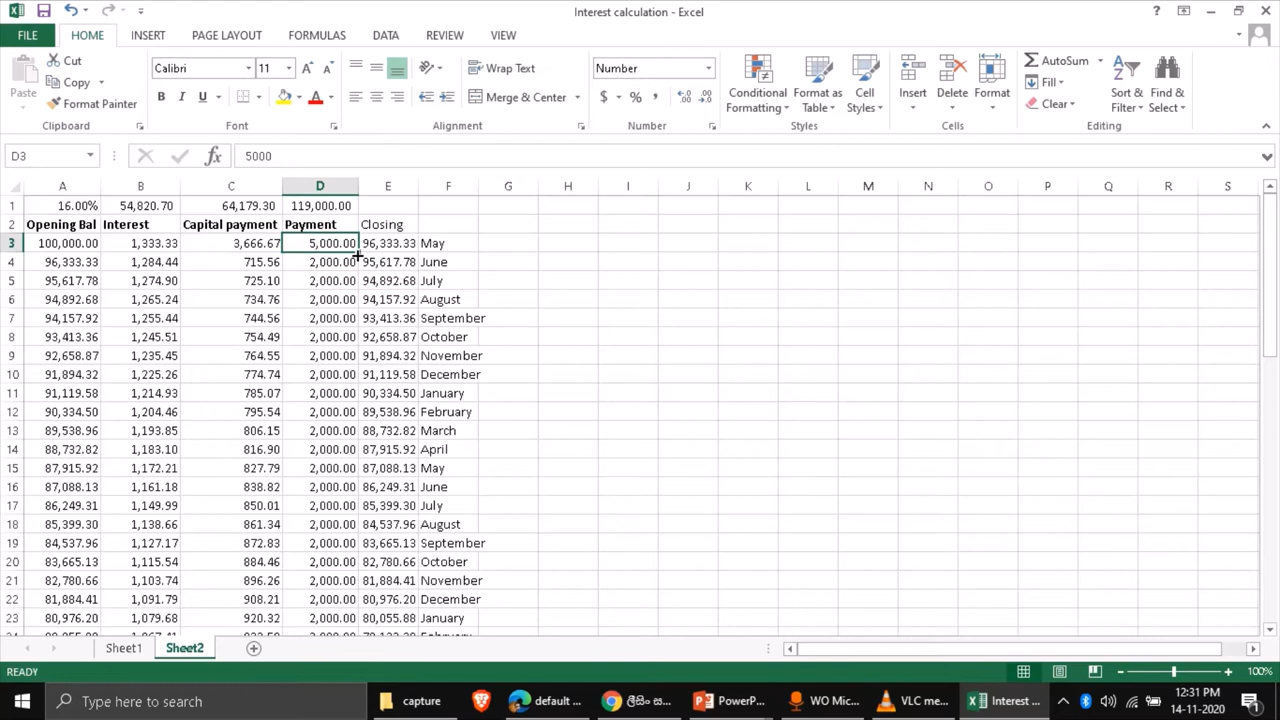 Interest calculation - Excel
FILE HOME INSERT PAGE LAYOUT FORMULAS DATA REVIEW VIEW
Paste Cut Copy Format Painter Clipboard
Calibri 11 B I U A Font
Wrap Text Merge & Center Alignment
Number $ % Number
Conditional Formatting Format as Table Cell Styles Styles
Insert Delete Format Cells
AutoSum Fill Clear Sort & Filter Find & Select Editing
D3 fx 5000
A B C D E F G H I J K L M N O P Q R S
1 16.00% 54,820.70 64,179.30 119,000.00
2 Opening Bal Interest Capital payment Payment Closing
3 100,000.00 1,333.33 3,666.67 5,000.00 96,333.33 May
4 96,333.33 1,284.44 715.56 2,000.00 95,617.78 June
5 95,617.78 1,274.90 725.10 2,000.00 94,892.68 July
6 94,892.68 1,265.24 734.76 2,000.00 94,157.92 August
7 94,157.92 1,255.44 744.56 2,000.00 93,413.36 September
8 93,413.36 1,245.51 754.49 2,000.00 92,658.87 October
9 92,658.87 1,235.45 764.55 2,000.00 91,894.32 November
10 91,894.32 1,225.26 774.74 2,000.00 91,119.58 December
11 91,119.58 1,214.93 785.07 2,000.00 90,334.50 January
12 90,334.50 1,204.46 795.54 2,000.00 89,538.96 February
13 89,538.96 1,193.85 806.15 2,000.00 88,732.82 March
14 88,732.82 1,183.10 816.90 2,000.00 87,915.92 April
15 87,915.92 1,172.21 827.79 2,000.00 87,088.13 May
16 87,088.13 1,161.18 838.82 2,000.00 86,249.31 June
17 86,249.31 1,149.99 850.01 2,000.00 85,399.30 July
18 85,399.30 1,138.66 861.34 2,000.00 84,537.96 August
19 84,537.96 1,127.17 872.83 2,000.00 83,665.13 September
20 83,665.13 1,115.54 884.46 2,000.00 82,780.66 October
21 82,780.66 1,103.74 896.26 2,000.00 81,884.41 November
22 81,884.41 1,091.79 908.21 2,000.00 80,976.20 December
23 80,976.20 1,079.68 920.32 2,000.00 80,055.88 January
Sheet1 Sheet2
READY 100%
Type here to search capture default ... ලීසිං ස... PowerP... WO Mic... VLC me... Interest ... 12:31 PM
14-11-2020